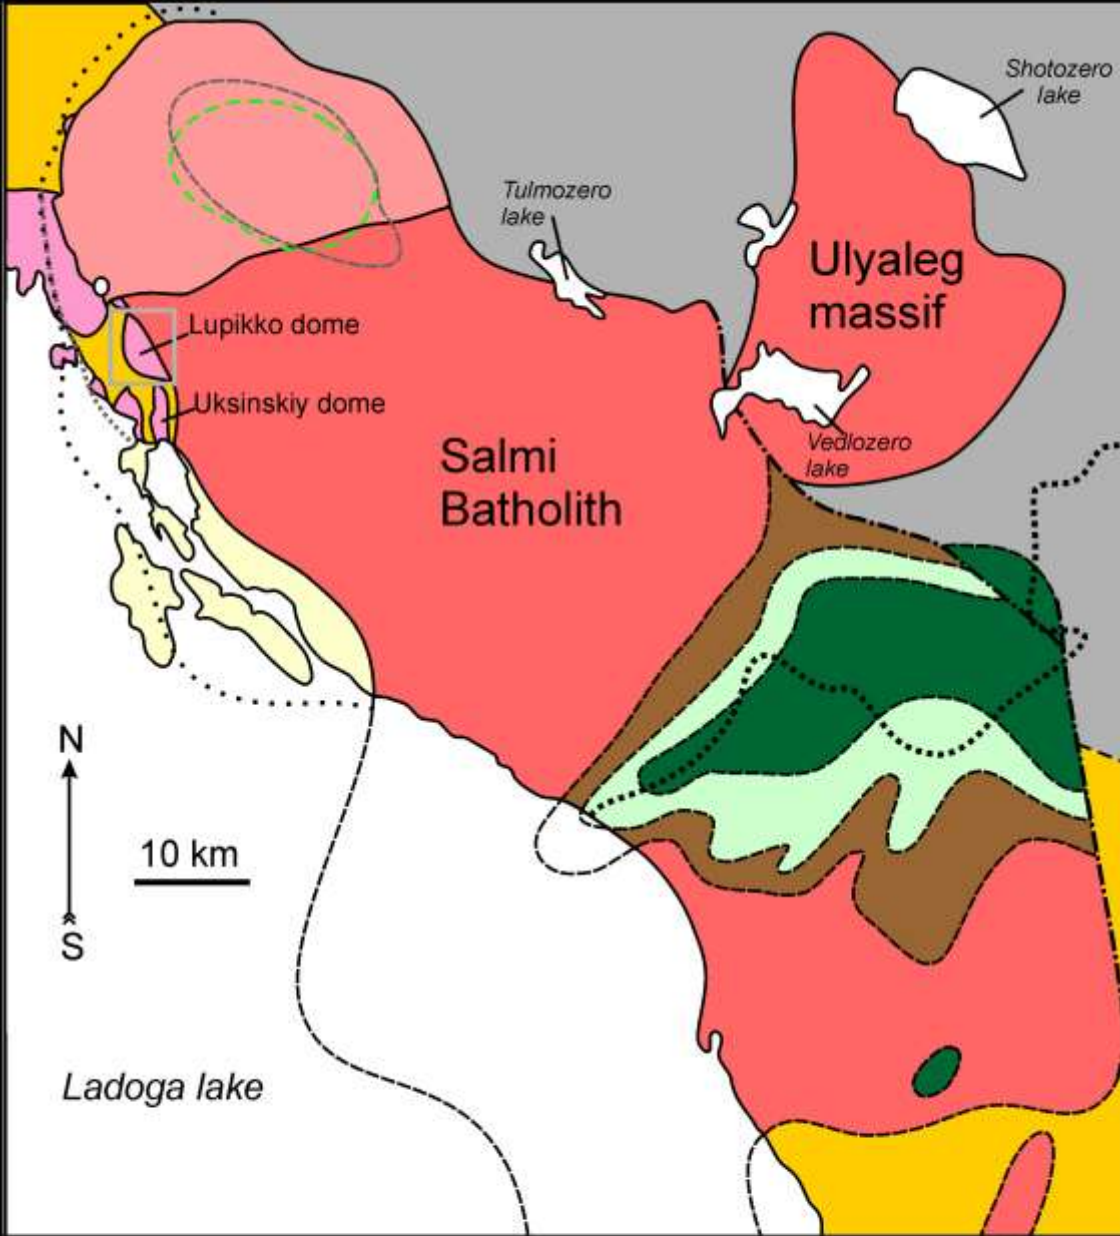 Shotozero
lake
Tulmozero
lake
Ulyaleg
massif
Lupikko dome
Uksinskiy dome
Vedlozero
lake
Salmi
Batholith
N
10 km
S
Ladoga lake